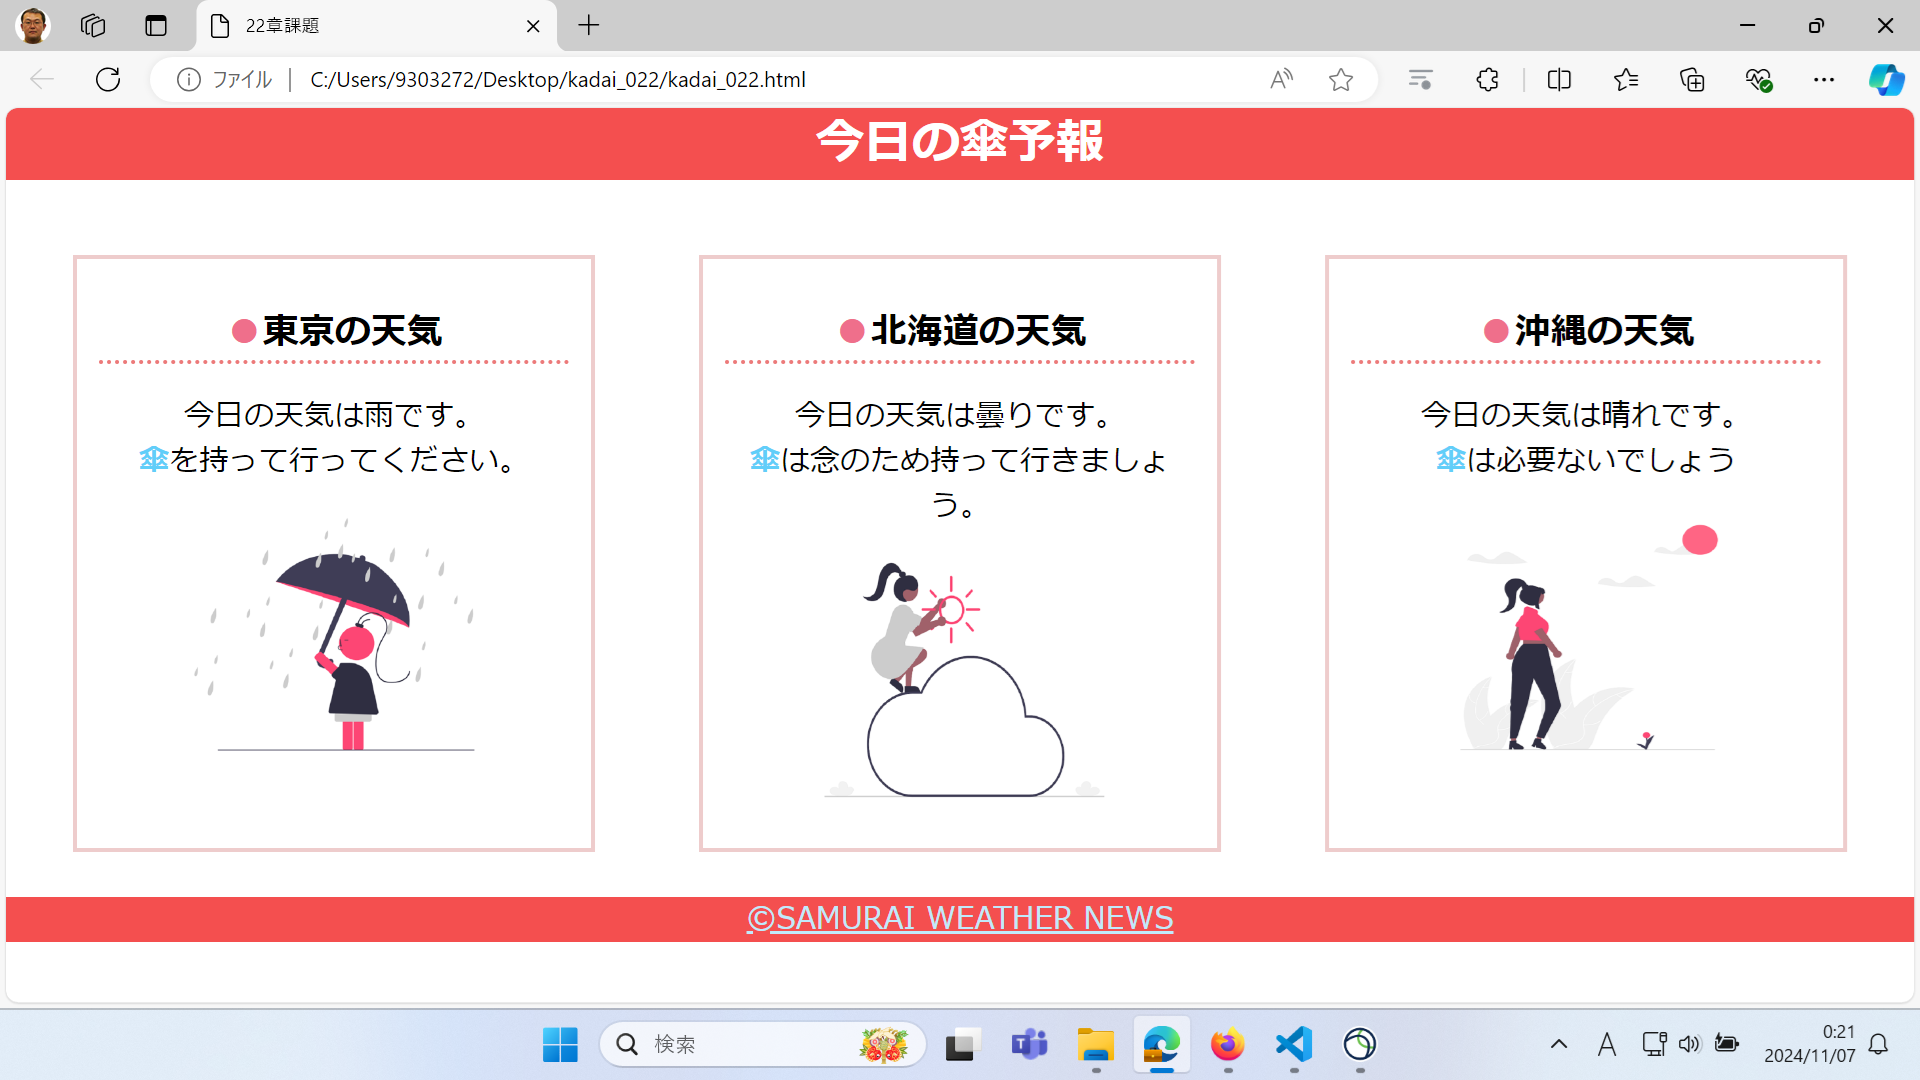 22章課題
ファイル
C:/Users/9303272/Desktop/kadai_022/kadai_022.html
今日の傘予報
東京の天気
今日の天気は雨です。
傘を持って行ってください。
北海道の天気
今日の天気は曇りです。
傘は念のため持って行きましょ
う。
沖縄の天気
今日の天気は晴れです。
傘は必要ないでしょう
©SAMURAI WEATHER NEWS
検索
A
0:21
2024/11/07